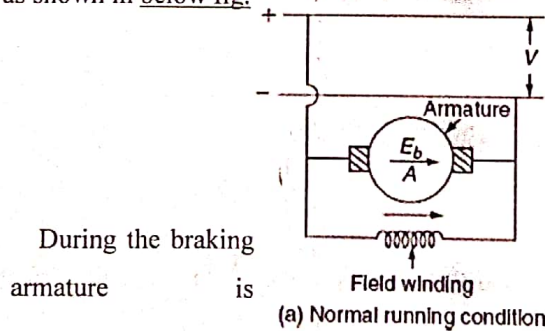 as shown in below fig.
+
V
−
Armature
E_b
A
During the braking
armature is
Field winding
(a) Normal running condition